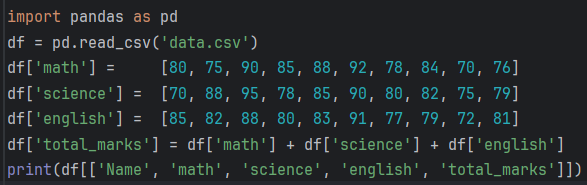 import pandas as pd
df = pd.read_csv('data.csv')
df['math'] =     [80, 75, 90, 85, 88, 92, 78, 84, 70, 76]
df['science'] =  [70, 88, 95, 78, 85, 90, 80, 82, 75, 79]
df['english'] =  [85, 82, 88, 80, 83, 91, 77, 79, 72, 81]
df['total_marks'] = df['math'] + df['science'] + df['english']
print(df[['Name', 'math', 'science', 'english', 'total_marks']])